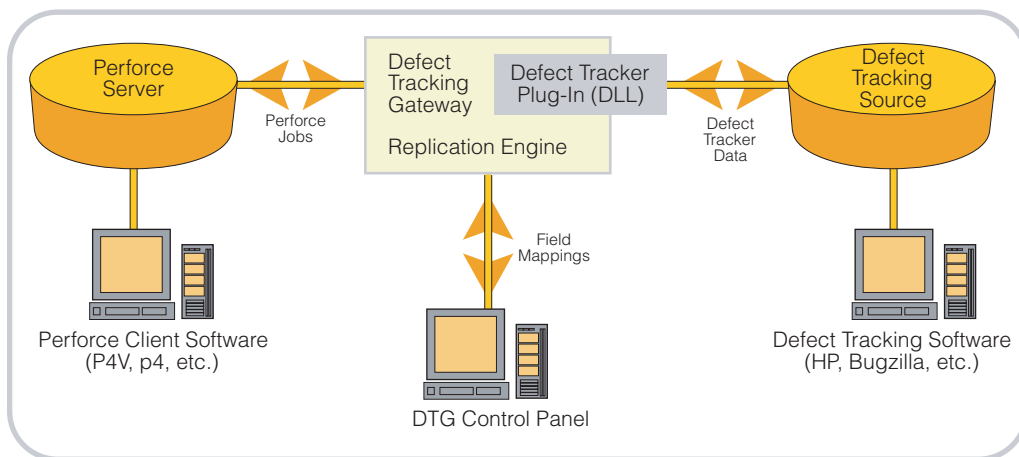 Perforce
Server
Perforce
Jobs
Defect
Tracking
Gateway
Replication Engine
Defect Tracker
Plug-In (DLL)
Defect
Tracker
Data
Defect
Tracking
Source
Field
Mappings
Perforce Client Software
(P4V, p4, etc.)
DTG Control Panel
Defect Tracking Software
(HP, Bugzilla, etc.)